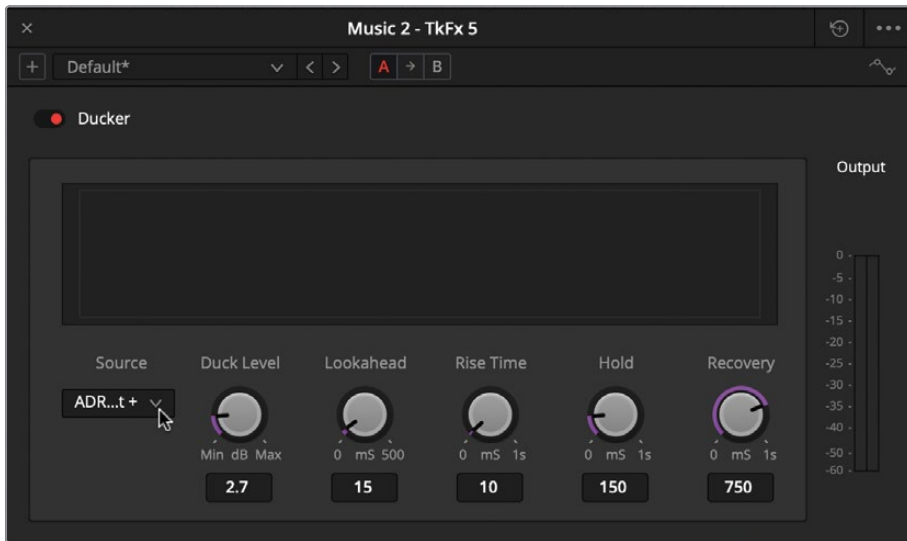 Music 2 - TkFx 5
Default*
A B
Ducker
Output
0
-5
-10
-15
-20
-25
-30
-35
-40
-50
-60
Source Duck Level Lookahead Rise Time Hold Recovery
ADR...t +
Min dB Max 0 mS 500 0 mS 1s 0 mS 1s 0 mS 1s
2.7 15 10 150 750